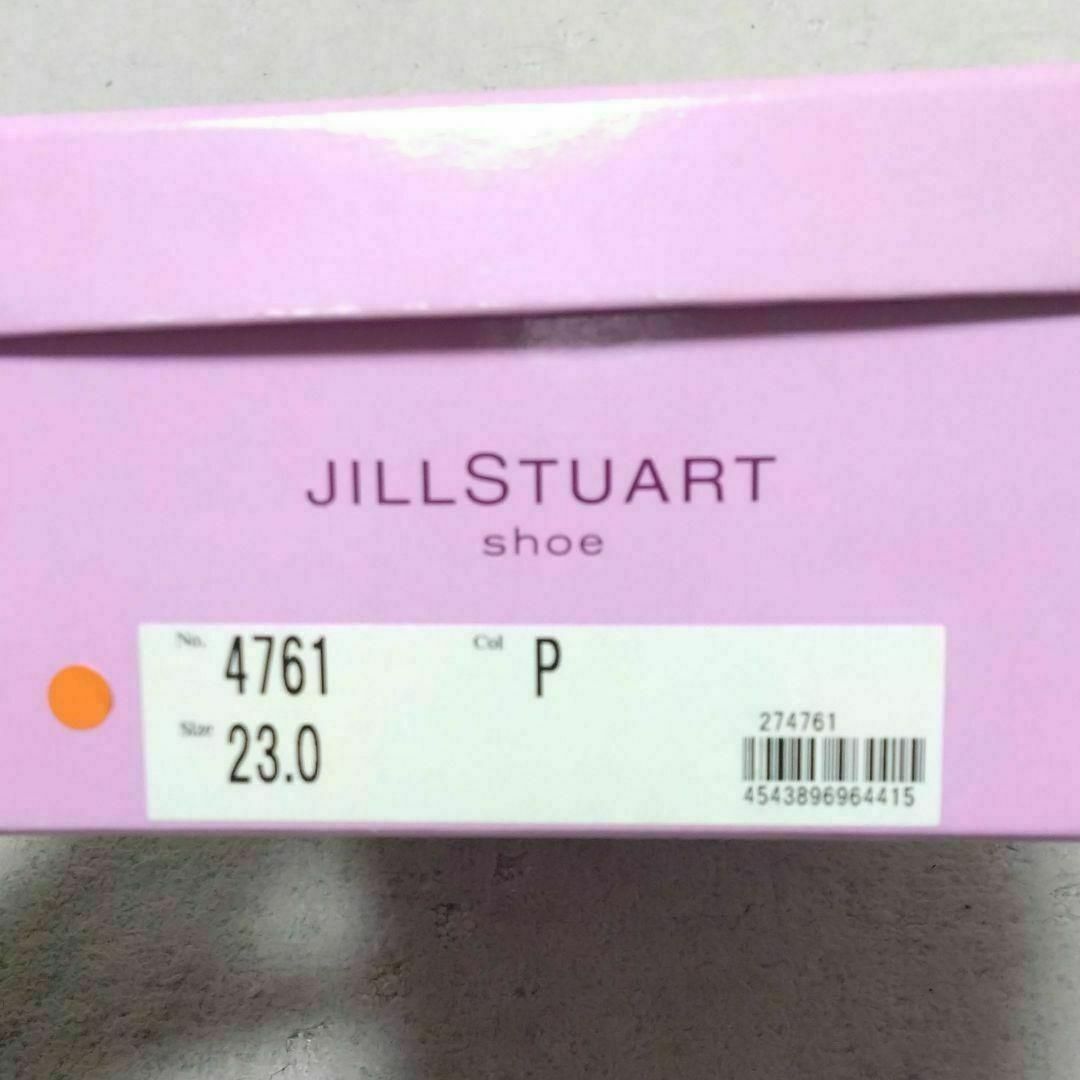 JILLSTUART
shoe
No. 4761 Col P
Size 23.0
274761
4543896964415